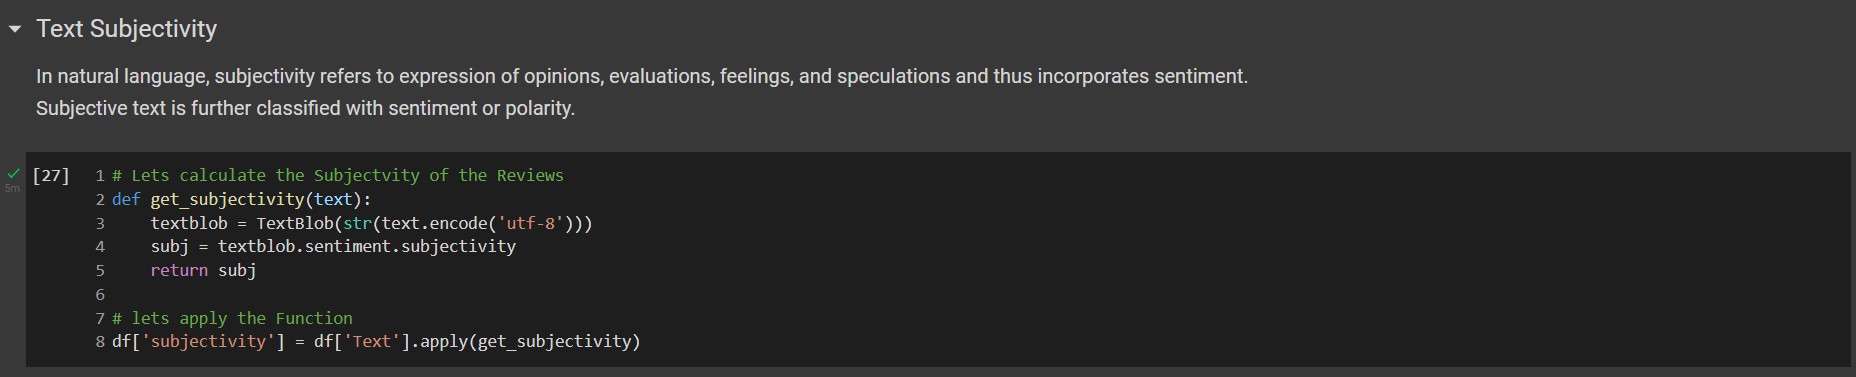 Text Subjectivity
In natural language, subjectivity refers to expression of opinions, evaluations, feelings, and speculations and thus incorporates sentiment.
Subjective text is further classified with sentiment or polarity.
[27] 1 # Lets calculate the Subjectvity of the Reviews
5m 2 def get_subjectivity(text):
3     textblob = TextBlob(str(text.encode('utf-8')))
4     subj = textblob.sentiment.subjectivity
5     return subj
6
7 # lets apply the Function
8 df['subjectivity'] = df['Text'].apply(get_subjectivity)